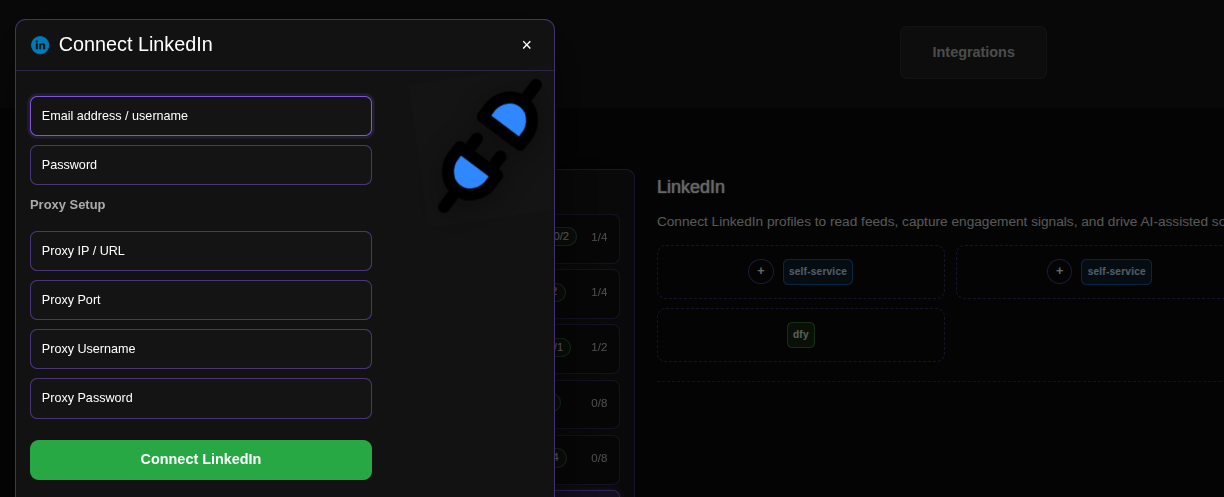 in Connect LinkedIn ×
Integrations
Email address / username
Password
Proxy Setup
Proxy IP / URL
Proxy Port
Proxy Username
Proxy Password
Connect LinkedIn
0/2 1/4
1/4
/1 1/2
0/8
4 0/8
LinkedIn
Connect LinkedIn profiles to read feeds, capture engagement signals, and drive AI-assisted
+ self-service
+ self-service
dfy